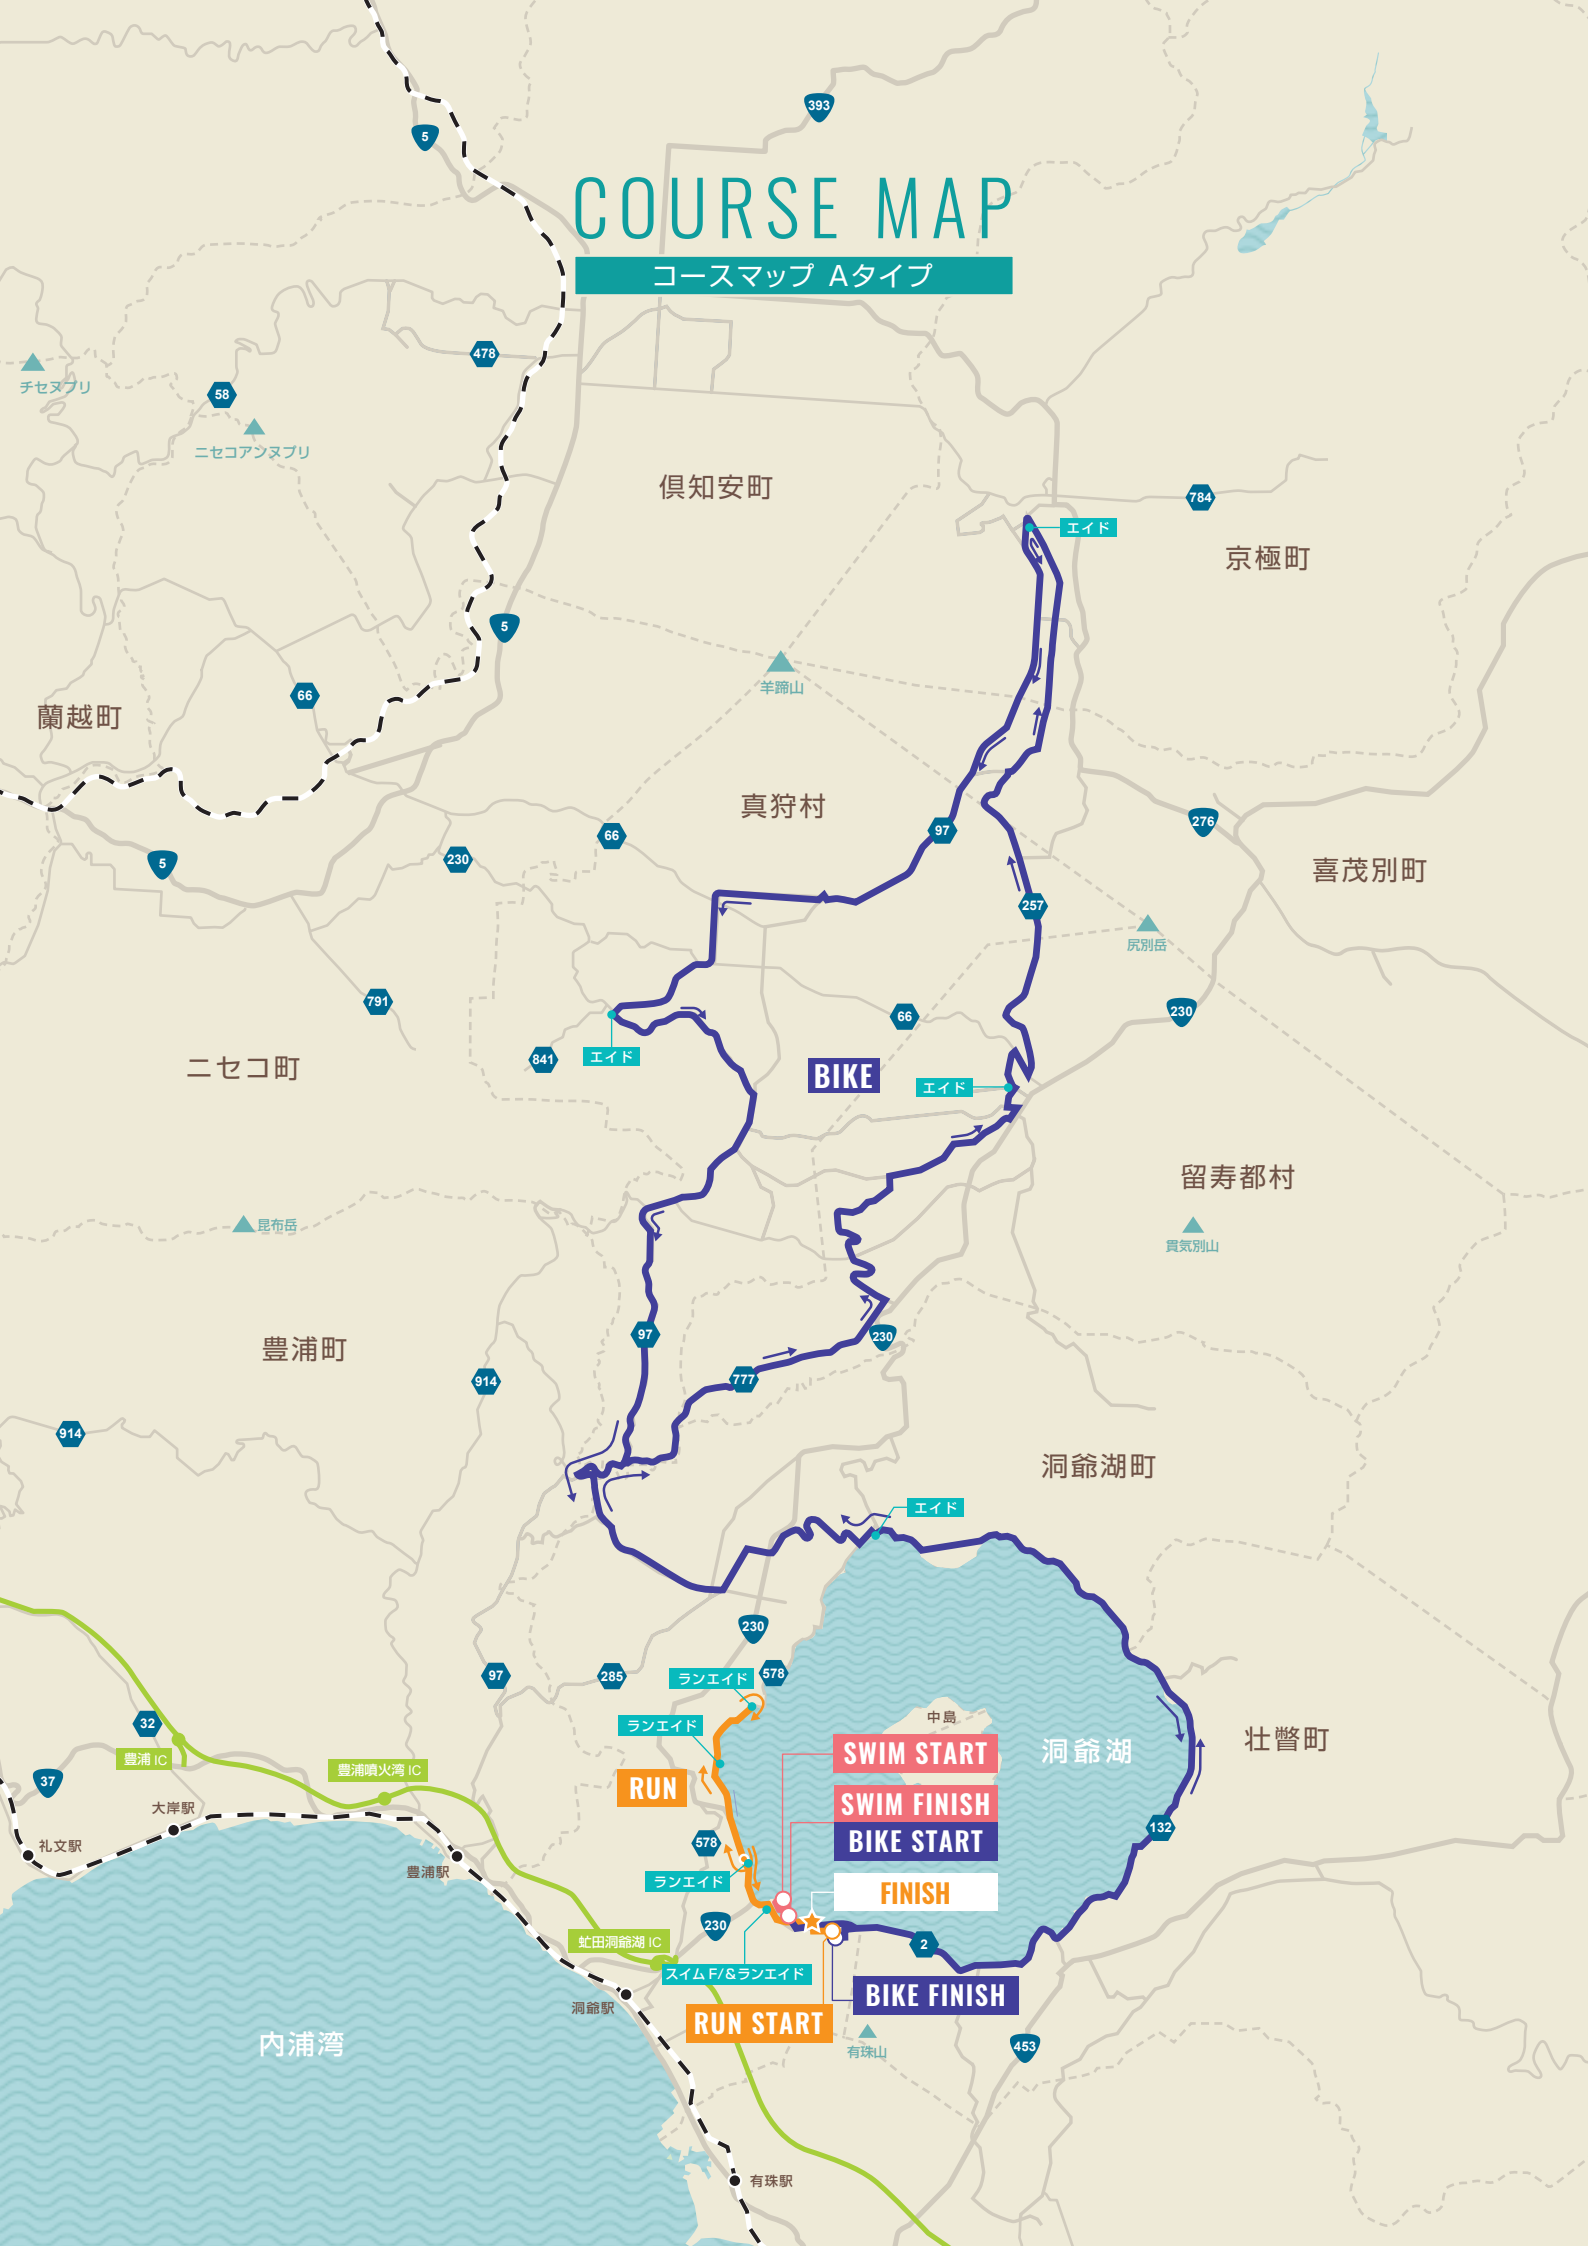 393
5
COURSE MAP
コースマップ Aタイプ
478
チセヌプリ
58
ニセコアンヌプリ
倶知安町
784
エイド
京極町
5
羊蹄山
66
蘭越町
真狩村
276
97
66
5
230
喜茂別町
257
尻別岳
791
66
230
841
エイド
ニセコ町
BIKE
エイド
留寿都村
昆布岳
貫気別山
97
230
豊浦町
777
914
914
洞爺湖町
エイド
230
578
ランエイド
97
285
中島
32
ランエイド
洞爺湖
壮瞥町
豊浦 IC
SWIM START
豊浦噴火湾 IC
37
RUN
SWIM FINISH
大岸駅
132
BIKE START
578
礼文駅
豊浦駅
ランエイド
FINISH
230
虻田洞爺湖 IC
2
スイム F/&ランエイド
BIKE FINISH
洞爺駅
RUN START
内浦湾
有珠山
453
有珠駅